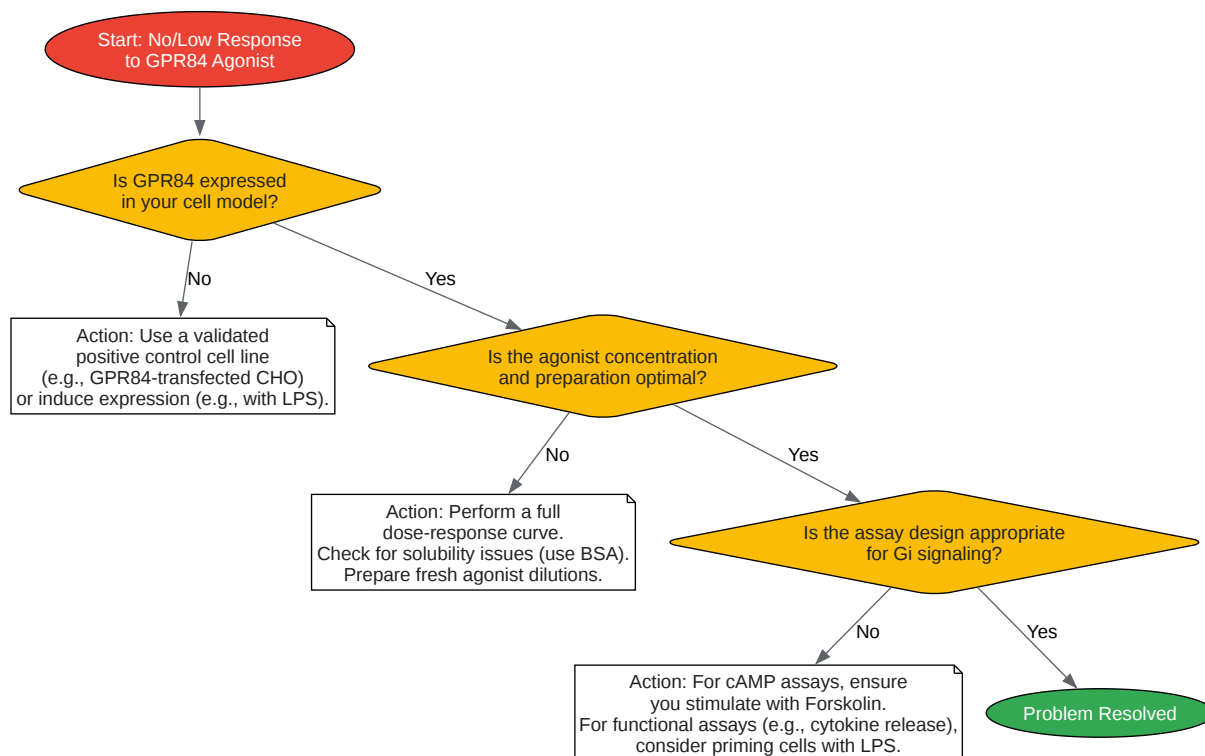 Start: No/Low Response
to GPR84 Agonist
Is GPR84 expressed
in your cell model?
No
Yes
Action: Use a validated
positive control cell line
(e.g., GPR84-transfected CHO)
or induce expression (e.g., with LPS).
Is the agonist concentration
and preparation optimal?
No
Yes
Action: Perform a full
dose-response curve.
Check for solubility issues (use BSA).
Prepare fresh agonist dilutions.
Is the assay design appropriate
for Gi signaling?
No
Yes
Action: For cAMP assays, ensure
you stimulate with Forskolin.
For functional assays (e.g., cytokine release),
consider priming cells with LPS.
Problem Resolved